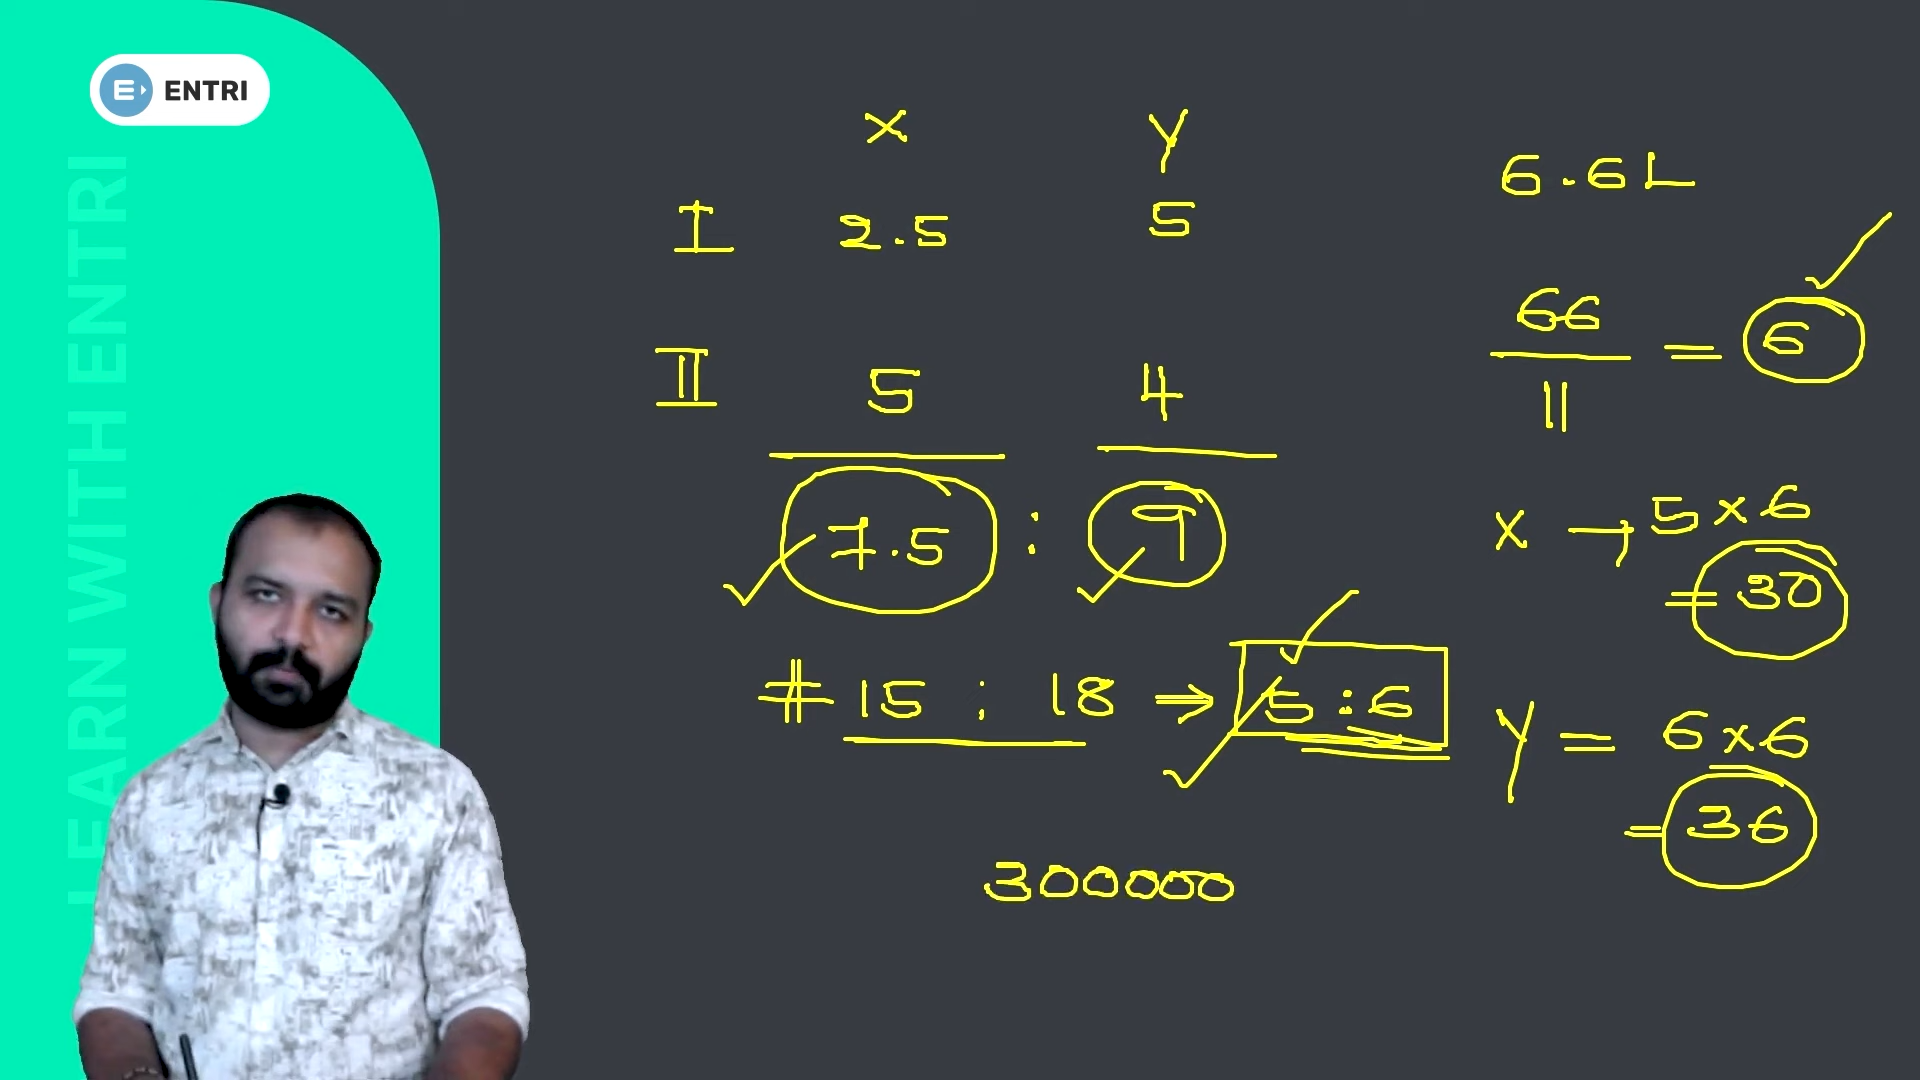 ENTRI
LEARN WITH ENTRI
X Y
I 2.5 5
II 5 4
7.5 : 9
# 15 : 18 ⇒ 5 : 6
300000
6.6L
66
11
= 6
X → 5 x 6
= 30
Y = 6 x 6
= 36